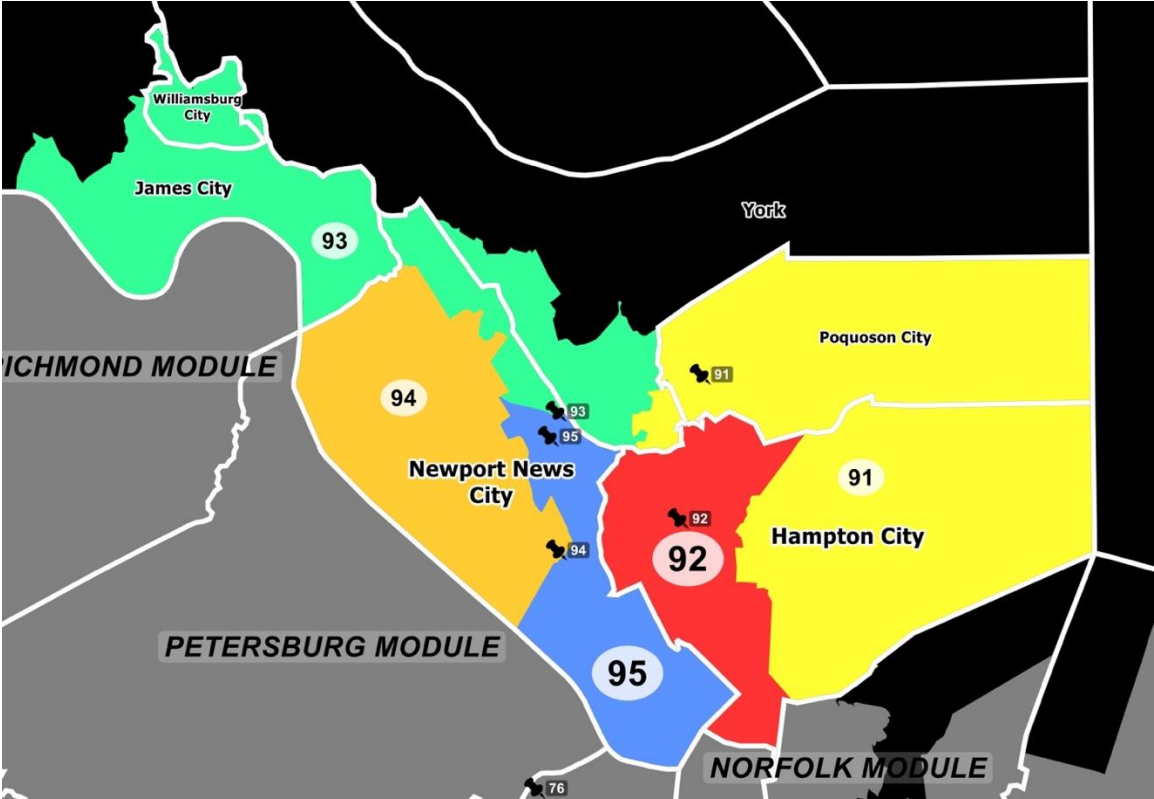 Williamsburg
City
James City
York
93
Poquoson City
RICHMOND MODULE
91
94
93
95
Newport News
City
91
92
Hampton City
94
92
PETERSBURG MODULE
95
NORFOLK MODULE
76